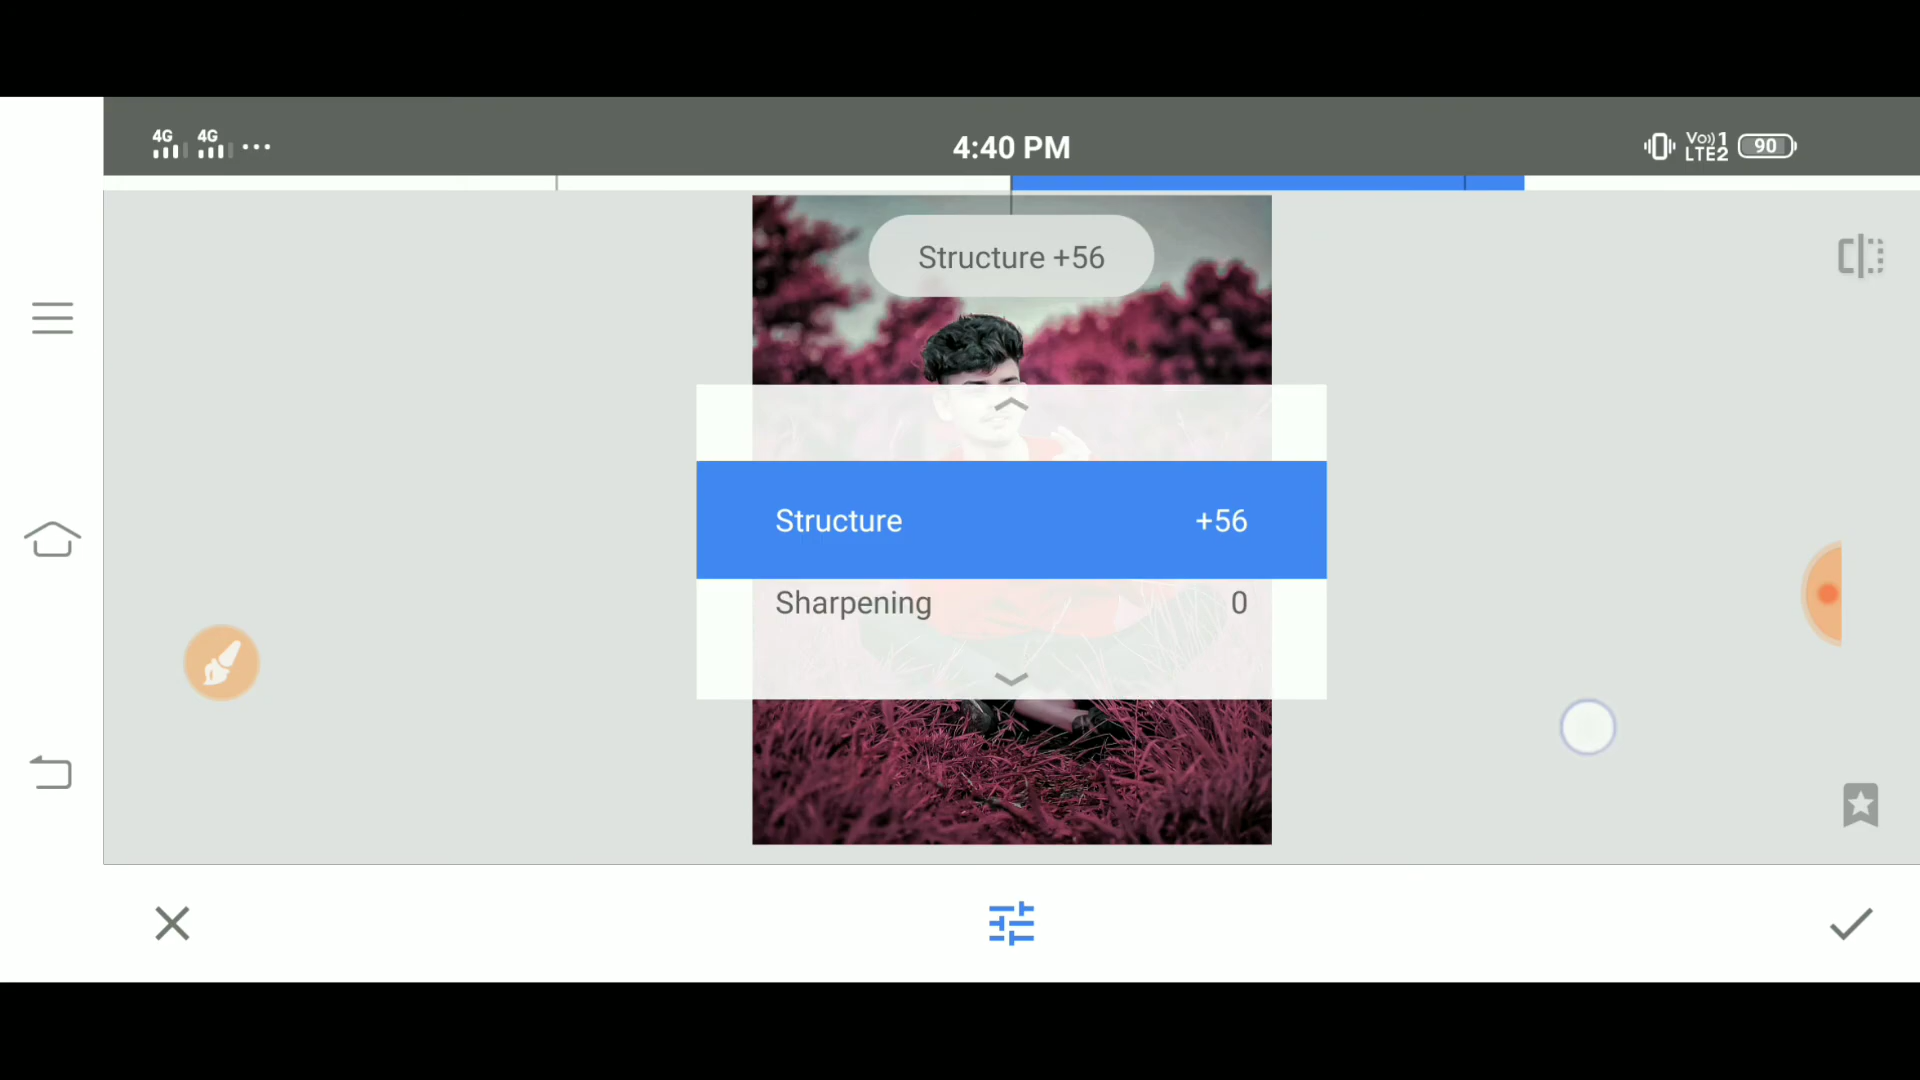 4G 4G
4:40 PM
Vo)) 1
LTE2
90
Structure +56
Structure +56
Sharpening 0